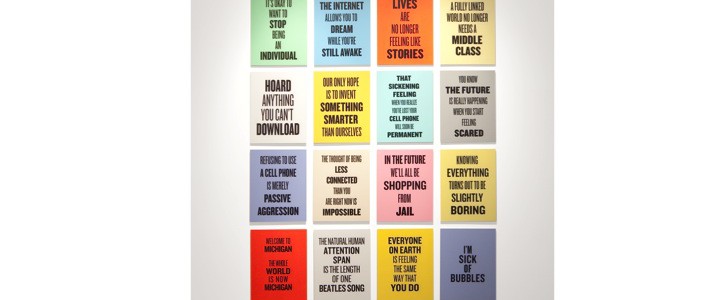 IT'S OKAY TO
WANT TO
STOP
BEING
AN
INDIVIDUAL
THE INTERNET
ALLOWS YOU TO
DREAM
WHILE YOU'RE
STILL AWAKE
LIVES
ARE
NO LONGER
FEELING LIKE
STORIES
A FULLY LINKED
WORLD NO LONGER
NEEDS A
MIDDLE
CLASS
HOARD
ANYTHING
YOU CAN'T
DOWNLOAD
OUR ONLY HOPE
IS TO INVENT
SOMETHING
SMARTER
THAN OURSELVES
THAT
SICKENING
FEELING
WHEN YOU REALIZE
YOU'VE LOST YOUR
CELL PHONE
WILL SOON BE
PERMANENT
YOU KNOW
THE FUTURE
IS REALLY HAPPENING
WHEN YOU START
FEELING
SCARED
REFUSING TO USE
A CELL PHONE
IS MERELY
PASSIVE
AGGRESSION
THE THOUGHT OF BEING
LESS
CONNECTED
THAN YOU
ARE RIGHT NOW IS
IMPOSSIBLE
IN THE FUTURE
WE'LL ALL BE
SHOPPING
FROM
JAIL
KNOWING
EVERYTHING
TURNS OUT TO BE
SLIGHTLY
BORING
WELCOME TO
MICHIGAN
THE WHOLE
WORLD
IS NOW
MICHIGAN
THE NATURAL HUMAN
ATTENTION
SPAN
IS THE LENGTH
OF ONE
BEATLES SONG
EVERYONE
ON EARTH
IS FEELING
THE SAME
WAY THAT
YOU DO
I'M
SICK
OF
BUBBLES